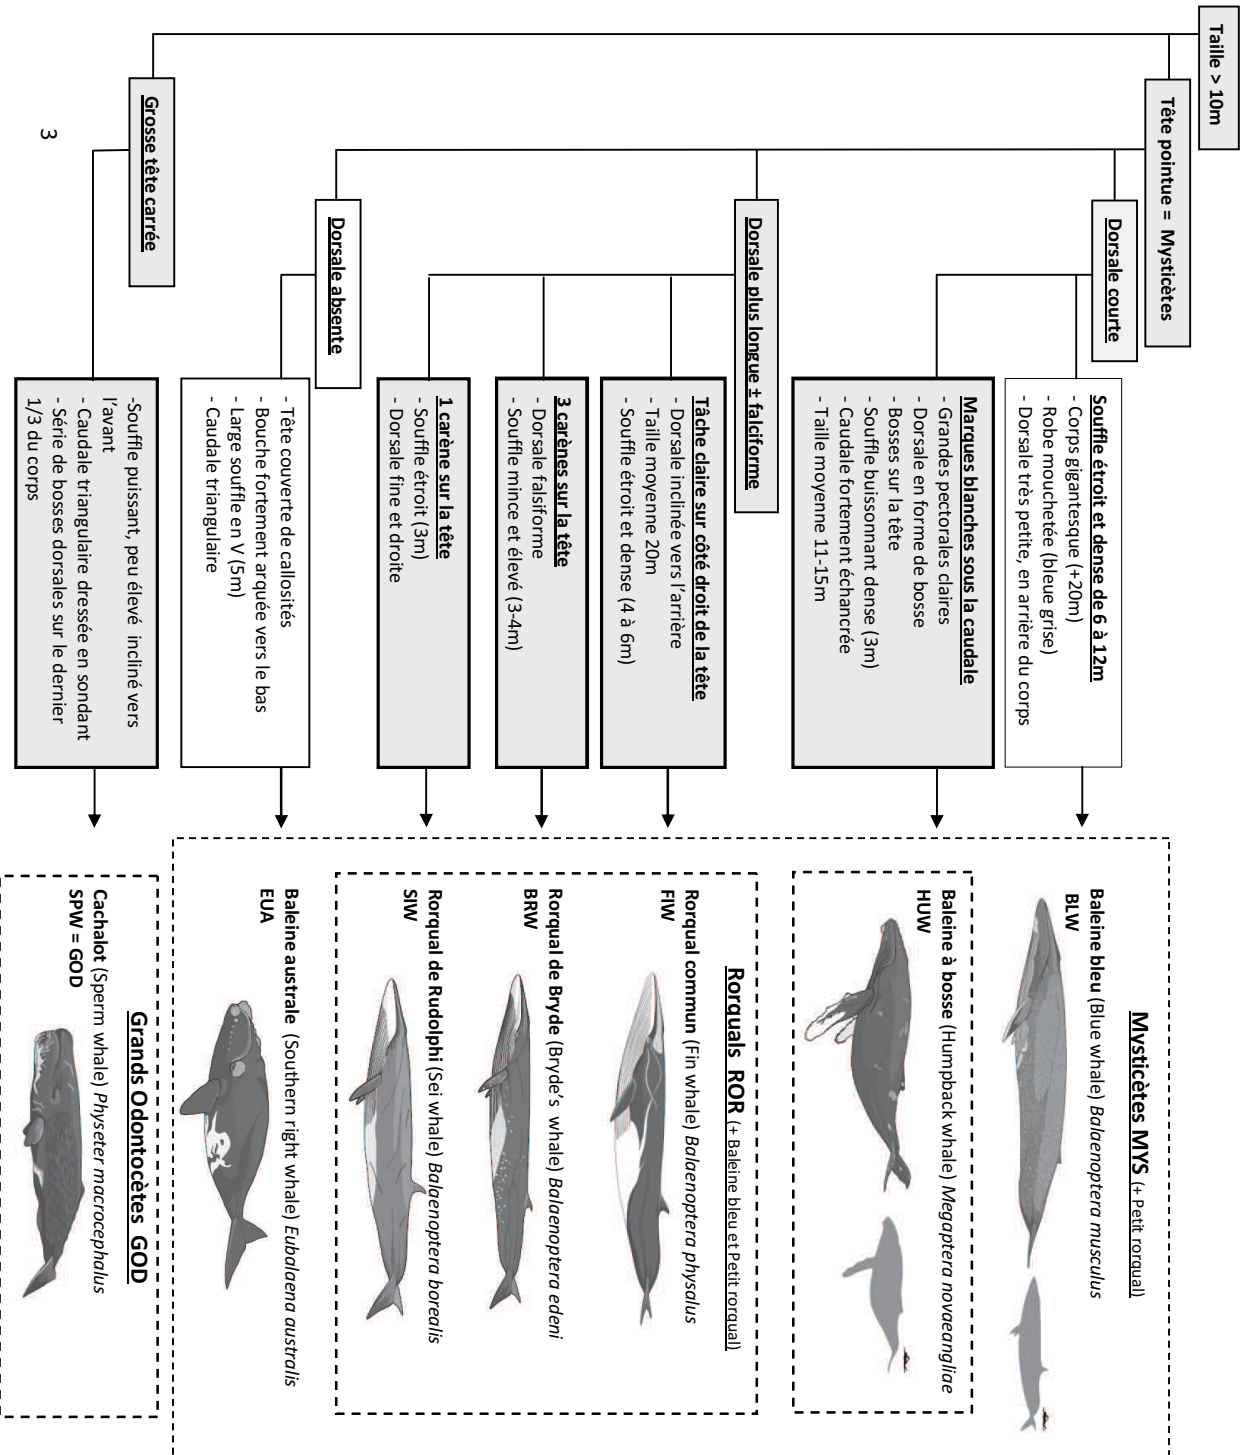 Taille > 10m
Tête pointue = Mysticètes
Dorsale courte
Souffle étroit et dense de 6 à 12m
- Corps gigantesque (+20m)
- Robe mouchetée (bleue grise)
- Dorsale très petite, en arrière du corps
Marques blanches sous la caudale
- Grandes pectorales claires
- Dorsale en forme de bosse
- Bosses sur la tête
- Souffle buissonnant dense (3m)
- Caudale fortement échancrée
- Taille moyenne 11-15m
Dorsale plus longue ± falciforme
Tâche claire sur côté droit de la tête
- Dorsale inclinée vers l'arrière
- Taille moyenne 20m
- Souffle étroit et dense (4 à 6m)
3 carènes sur la tête
- Dorsale falsiforme
- Souffle mince et élevé (3-4m)
1 carène sur la tête
- Souffle étroit (3m)
- Dorsale fine et droite
Dorsale absente
- Tête couverte de callosités
- Bouche fortement arquée vers le bas
- Large souffle en V (5m)
- Caudale triangulaire
Grosse tête carrée
-Souffle puissant, peu élevé incliné vers
l'avant
- Caudale triangulaire dressée en sondant
- Série de bosses dorsales sur le dernier
1/3 du corps
Mysticètes MYS (+ Petit rorqual)
Baleine bleu (Blue whale) Balaenoptera musculus
BLW
Baleine à bosse (Humpback whale) Megaptera novaeangliae
HUW
Rorquals ROR (+ Baleine bleu et Petit rorqual)
Rorqual commun (Fin whale) Balaenoptera physalus
FIW
Rorqual de Bryde (Bryde's whale) Balaenoptera edeni
BRW
Rorqual de Rudolphi (Sei whale) Balaenoptera borealis
SIW
Baleine australe (Southern right whale) Eubalaena australis
EUA
Grands Odontocètes GOD
Cachalot (Sperm whale) Physeter macrocephalus
SPW = GOD
3